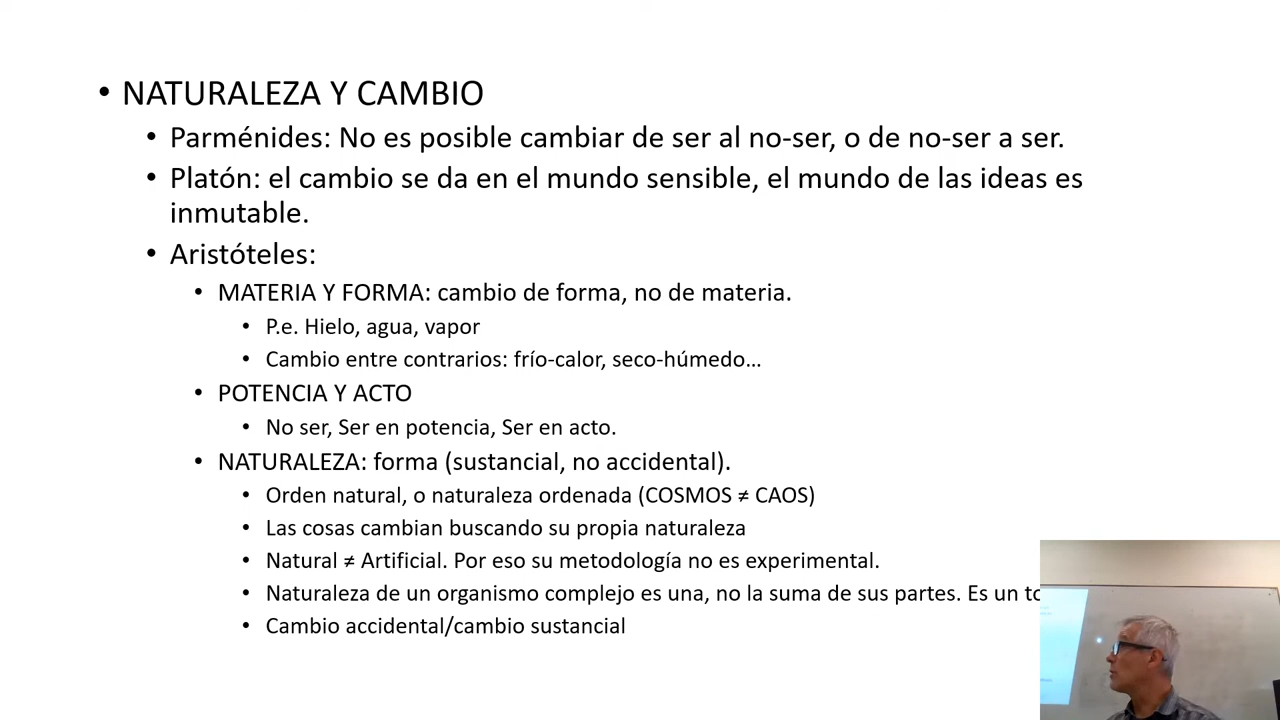 • NATURALEZA Y CAMBIO
• Parménides: No es posible cambiar de ser al no-ser, o de no-ser a ser.
• Platón: el cambio se da en el mundo sensible, el mundo de las ideas es
inmutable.
• Aristóteles:
• MATERIA Y FORMA: cambio de forma, no de materia.
• P.e. Hielo, agua, vapor
• Cambio entre contrarios: frío-calor, seco-húmedo…
• POTENCIA Y ACTO
• No ser, Ser en potencia, Ser en acto.
• NATURALEZA: forma (sustancial, no accidental).
• Orden natural, o naturaleza ordenada (COSMOS ≠ CAOS)
• Las cosas cambian buscando su propia naturaleza
• Natural ≠ Artificial. Por eso su metodología no es experimental.
• Naturaleza de un organismo complejo es una, no la suma de sus partes. Es un
• Cambio accidental/cambio sustancial